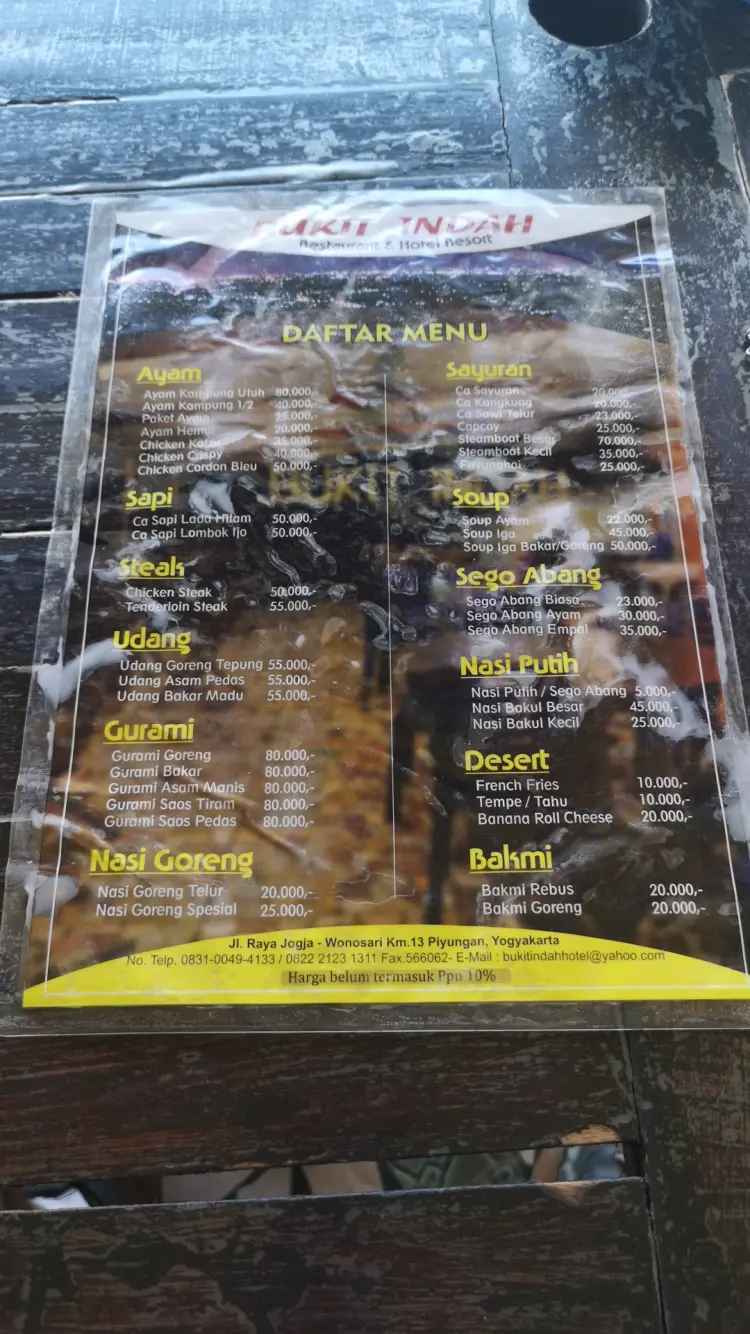 BUKIT INDAH
Restaurant & Hotel Resort
DAFTAR MENU
Ayam
Ayam Kampung Utuh 80.000,-
Ayam Kampung 1/2 40.000,-
Paket Ayam 25.000,-
Ayam Hemat 20.000,-
Chicken Katzu 35.000,-
Chicken Crispy 40.000,-
Chicken Cordon Bleu 50.000,-
Sapi
Ca Sapi Lada Hitam 50.000,-
Ca Sapi Lombok Ijo 50.000,-
Steak
Chicken Steak 50.000,-
Tenderloin Steak 55.000,-
Udang
Udang Goreng Tepung 55.000,-
Udang Asam Pedas 55.000,-
Udang Bakar Madu 55.000,-
Gurami
Gurami Goreng 80.000,-
Gurami Bakar 80.000,-
Gurami Asam Manis 80.000,-
Gurami Saos Tiram 80.000,-
Gurami Saos Pedas 80.000,-
Nasi Goreng
Nasi Goreng Telur 20.000,-
Nasi Goreng Spesial 25.000,-
Sayuran
Ca Sayuran 20.000,-
Ca Kangkung 20.000,-
Ca Sawi Telur 23.000,-
Capcay 25.000,-
Steamboat Besar 70.000,-
Steamboat Kecil 35.000,-
Fuyunghai 25.000,-
Soup
Soup Ayam 22.000,-
Soup Iga 45.000,-
Soup Iga Bakar/Goreng 50.000,-
Sego Abang
Sego Abang Biasa 23.000,-
Sego Abang Ayam 30.000,-
Sego Abang Empal 35.000,-
Nasi Putih
Nasi Putih / Sego Abang 5.000,-
Nasi Bakul Besar 45.000,-
Nasi Bakul Kecil 25.000,-
Desert
French Fries 10.000,-
Tempe / Tahu 10.000,-
Banana Roll Cheese 20.000,-
Bakmi
Bakmi Rebus 20.000,-
Bakmi Goreng 20.000,-
Jl. Raya Jogja - Wonosari Km.13 Piyungan, Yogyakarta
No. Telp. 0831-0049-4133 / 0822 2123 1311 Fax.566062- E-Mail : bukitindahhotel@yahoo.com
Harga belum termasuk Ppn 10%